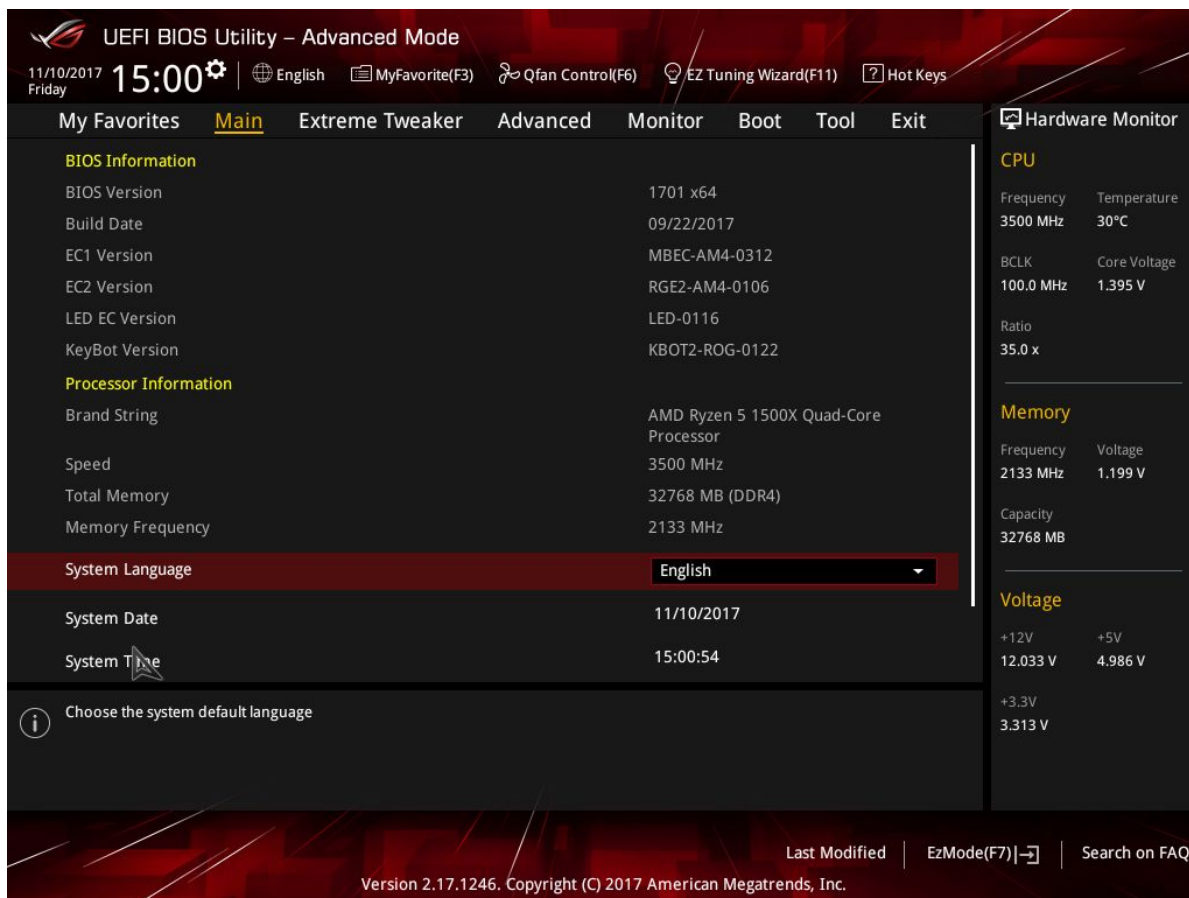 UEFI BIOS Utility – Advanced Mode
11/10/2017 Friday 15:00 English MyFavorite(F3) Qfan Control(F6) EZ Tuning Wizard(F11) ? Hot Keys
My Favorites Main Extreme Tweaker Advanced Monitor Boot Tool Exit
BIOS Information
BIOS Version 1701 x64
Build Date 09/22/2017
EC1 Version MBEC-AM4-0312
EC2 Version RGE2-AM4-0106
LED EC Version LED-0116
KeyBot Version KBOT2-ROG-0122
Processor Information
Brand String AMD Ryzen 5 1500X Quad-Core
Processor
Speed 3500 MHz
Total Memory 32768 MB (DDR4)
Memory Frequency 2133 MHz
System Language English
System Date 11/10/2017
System Time 15:00:54
Choose the system default language
Hardware Monitor
CPU
Frequency Temperature
3500 MHz 30°C
BCLK Core Voltage
100.0 MHz 1.395 V
Ratio
35.0 x
Memory
Frequency Voltage
2133 MHz 1.199 V
Capacity
32768 MB
Voltage
+12V +5V
12.033 V 4.986 V
+3.3V
3.313 V
Last Modified EzMode(F7) Search on FAQ
Version 2.17.1246. Copyright (C) 2017 American Megatrends, Inc.